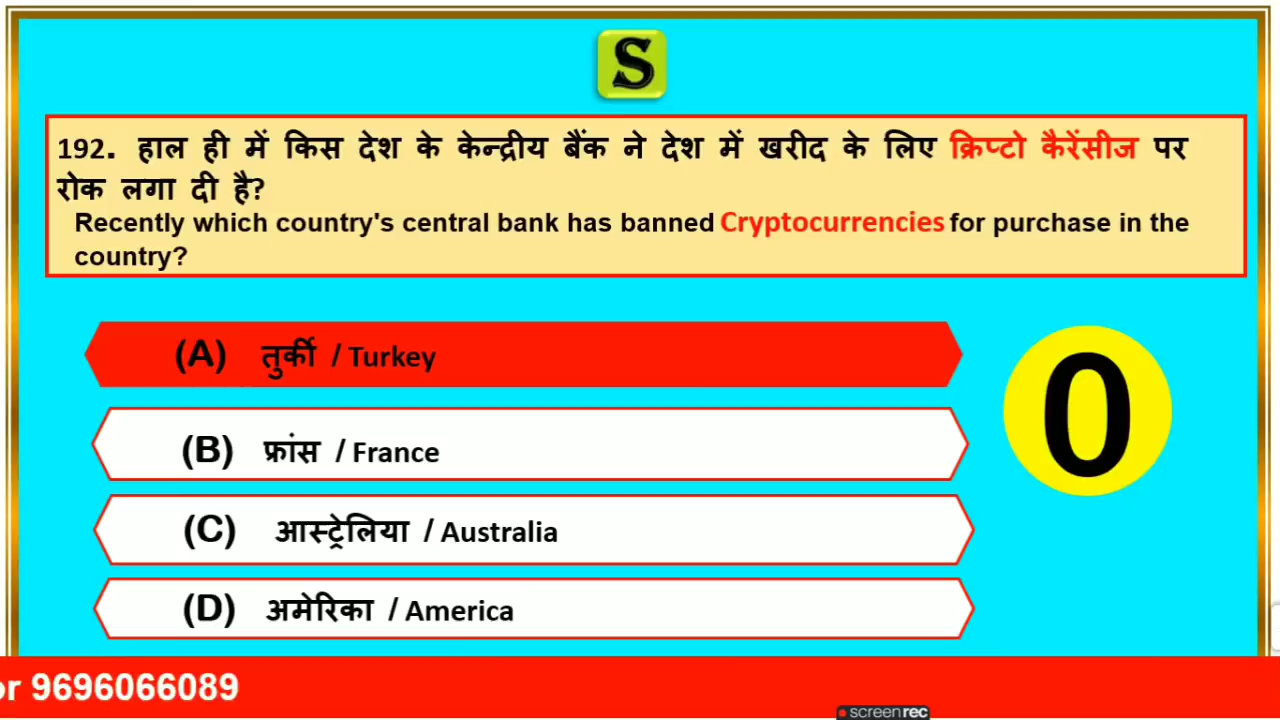 S
192. हाल ही में किस देश के केन्द्रीय बैंक ने देश में खरीद के लिए क्रिप्टो कैरेंसीज पर
रोक लगा दी है?
Recently which country's central bank has banned Cryptocurrencies for purchase in the
country?
(A) तुर्की / Turkey
(B) फ्रांस / France
(C) आस्ट्रेलिया / Australia
(D) अमेरिका / America
0
or 9696066089
screenrec